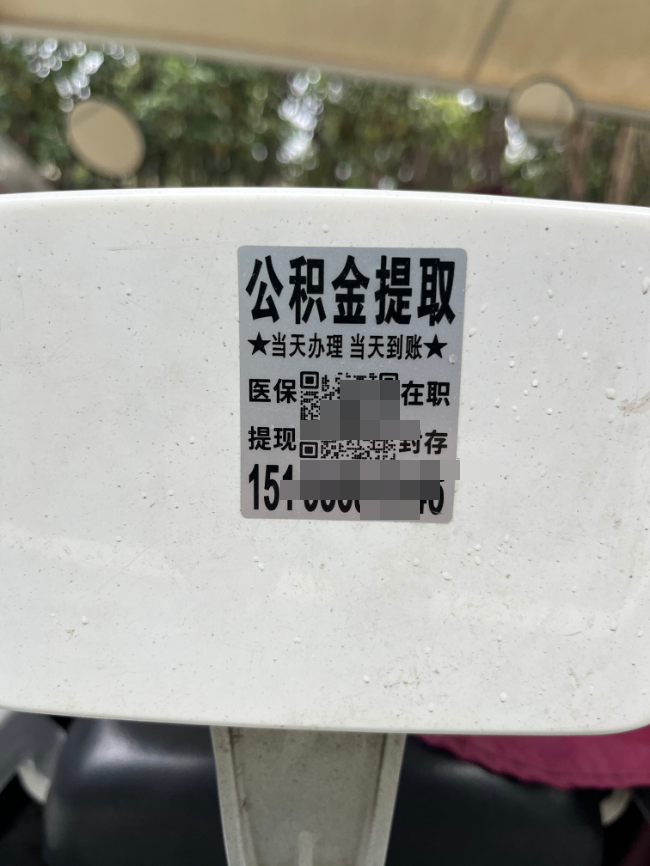 公积金提取
★当天办理 当天到账★
医保 在职
提现 封存
151